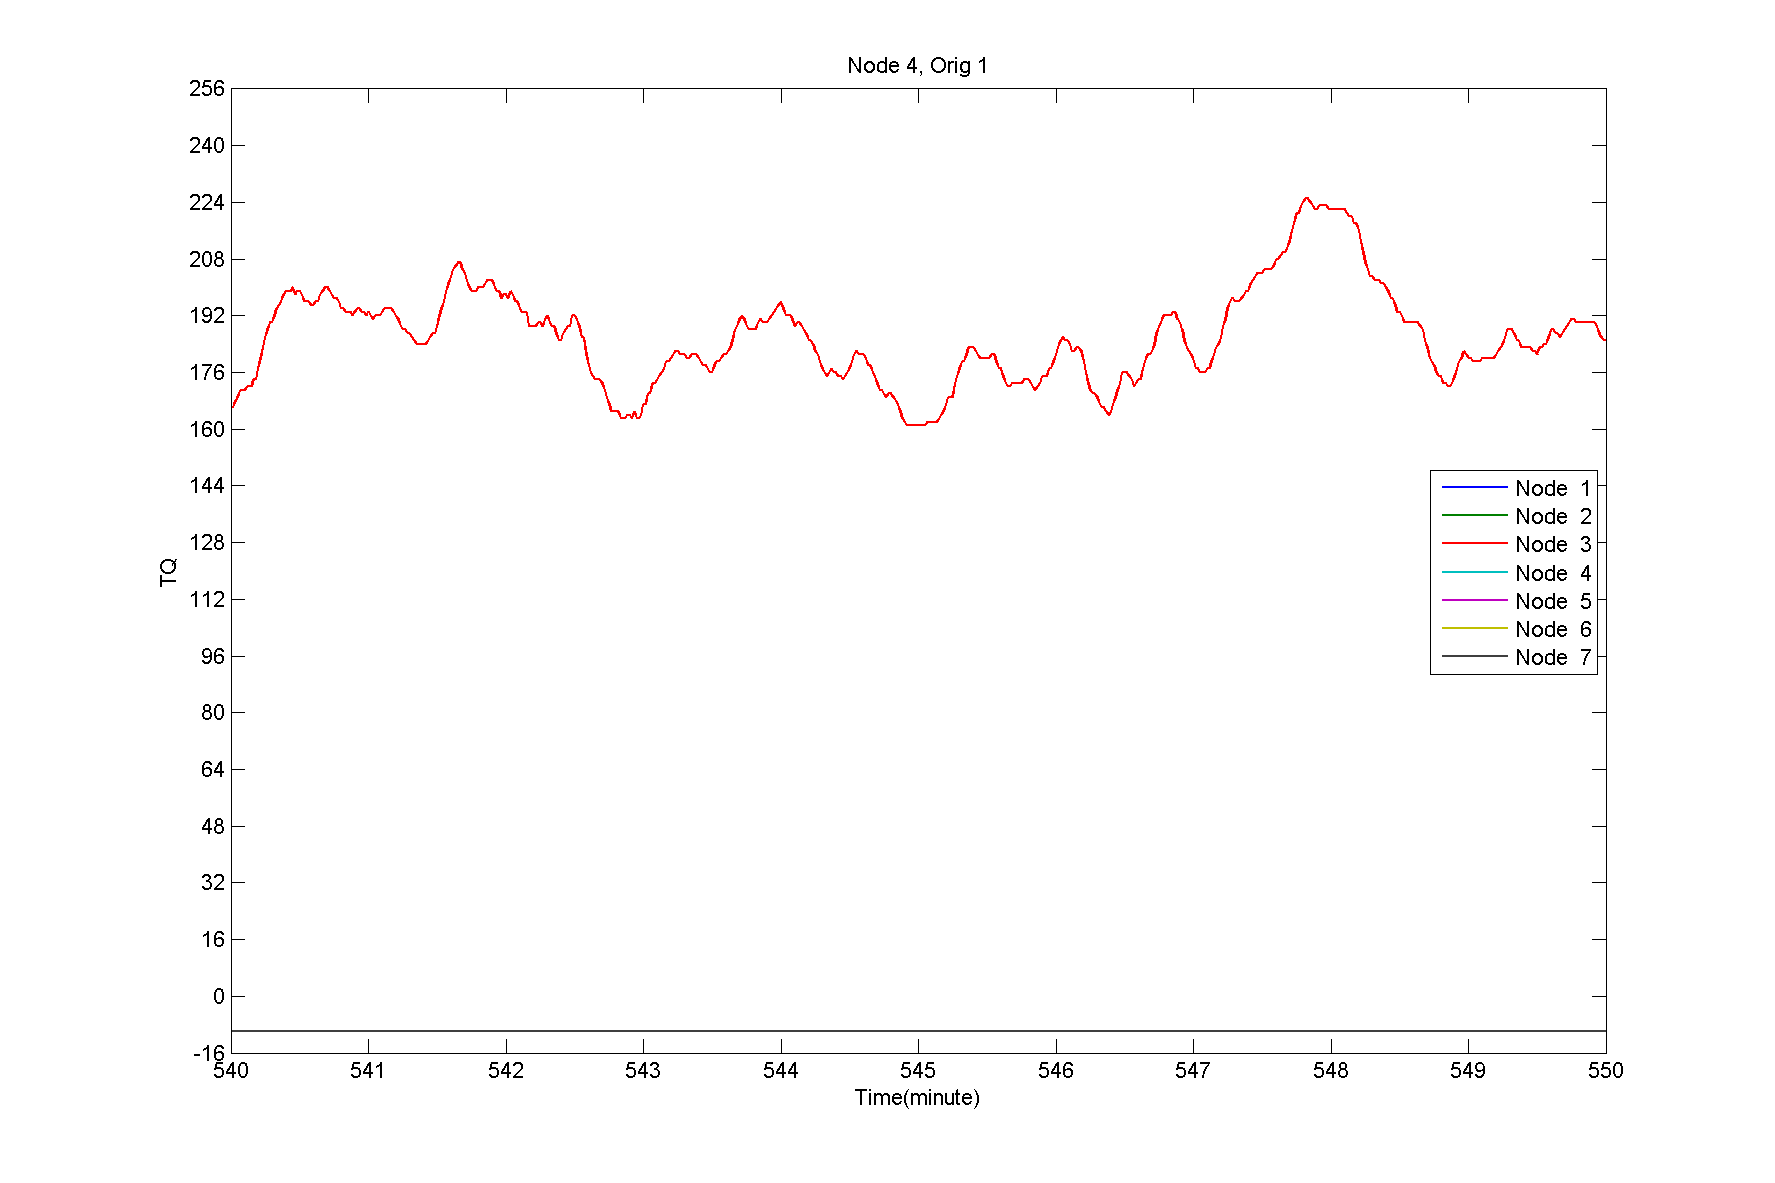 Node 4, Orig 1
256
240
224
208
192
176
160
144
128
112
96
80
64
48
32
16
0
-16
TQ
Node 1
Node 2
Node 3
Node 4
Node 5
Node 6
Node 7
540 541 542 543 544 545 546 547 548 549 550
Time(minute)